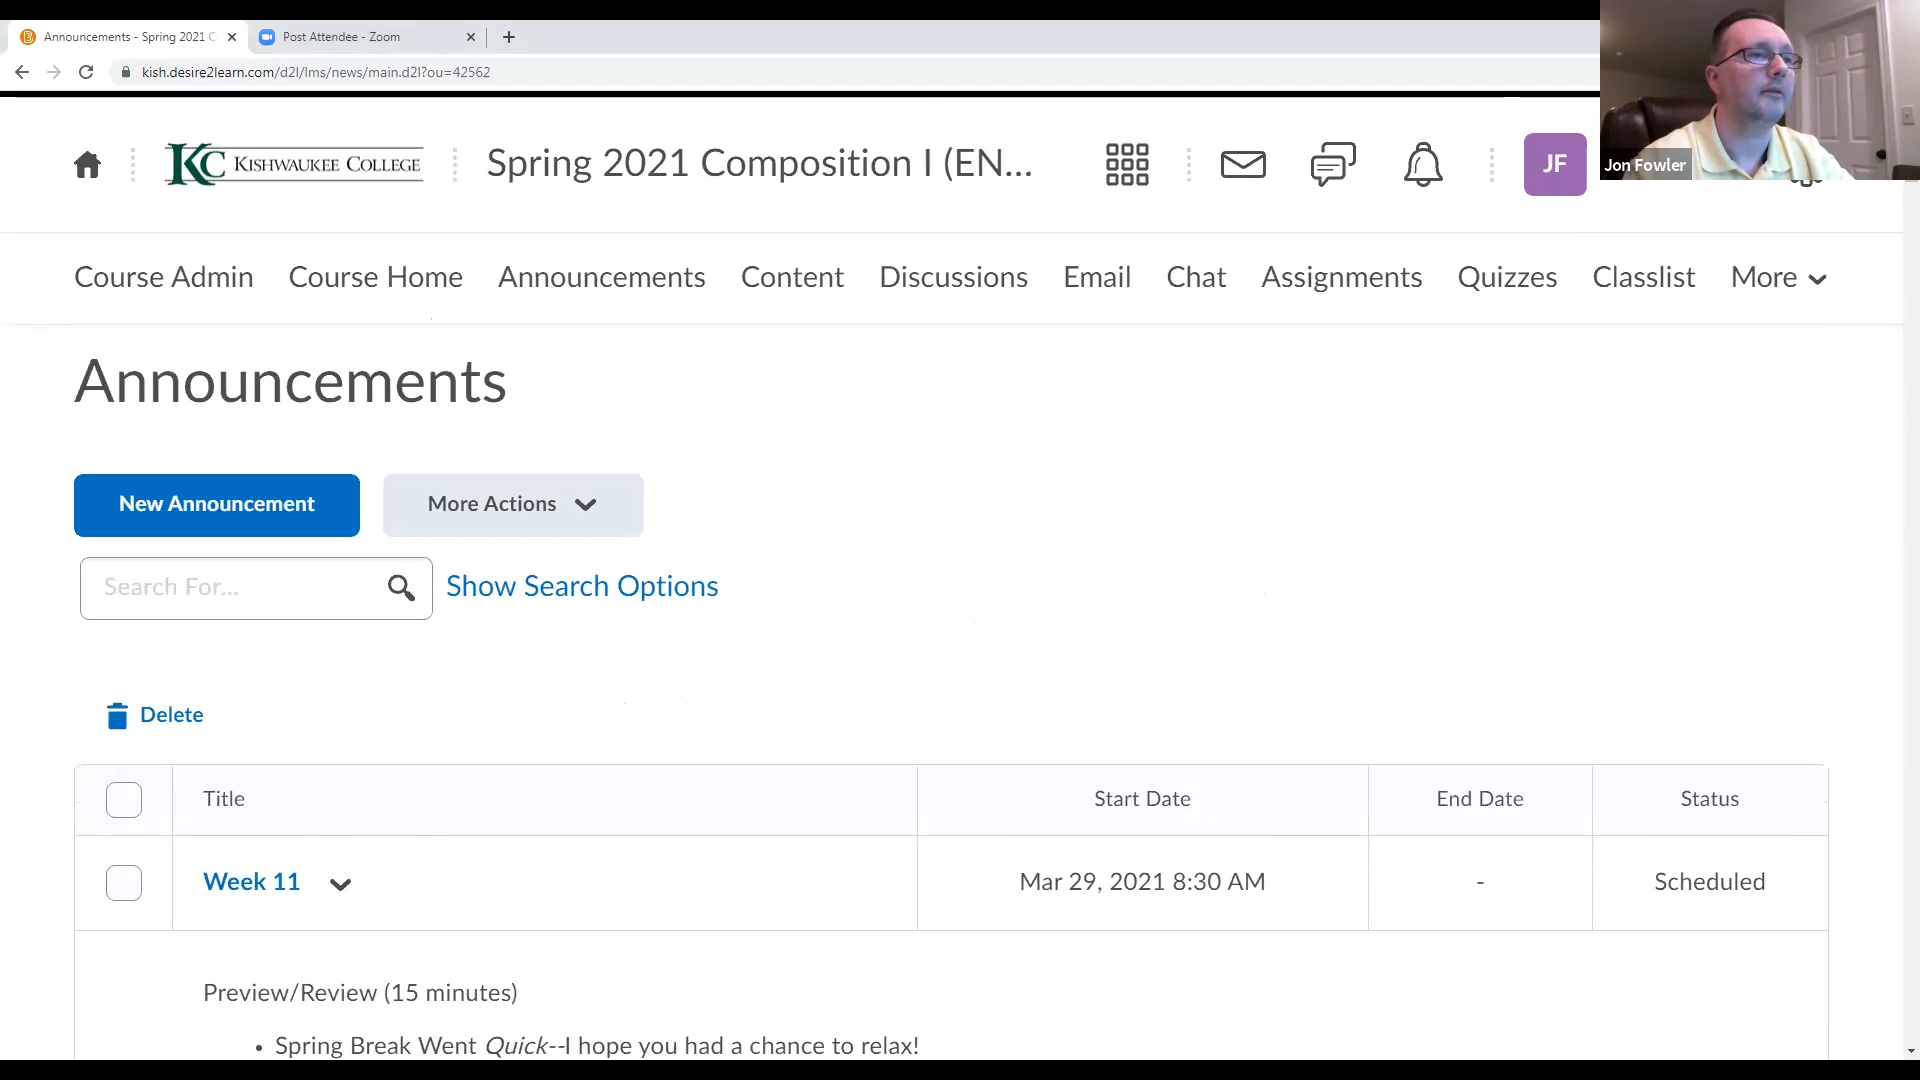 Announcements - Spring 2021 C
Post Attendee - Zoom
kish.desire2learn.com/d2l/lms/news/main.d2l?ou=42562
KC KISHWAUKEE COLLEGE
Spring 2021 Composition I (EN...
JF
Jon Fowler
Course Admin Course Home Announcements Content Discussions Email Chat Assignments Quizzes Classlist More
Announcements
New Announcement More Actions
Search For... Show Search Options
Delete
Title Start Date End Date Status
Week 11 Mar 29, 2021 8:30 AM - Scheduled
Preview/Review (15 minutes)
• Spring Break Went Quick--I hope you had a chance to relax!